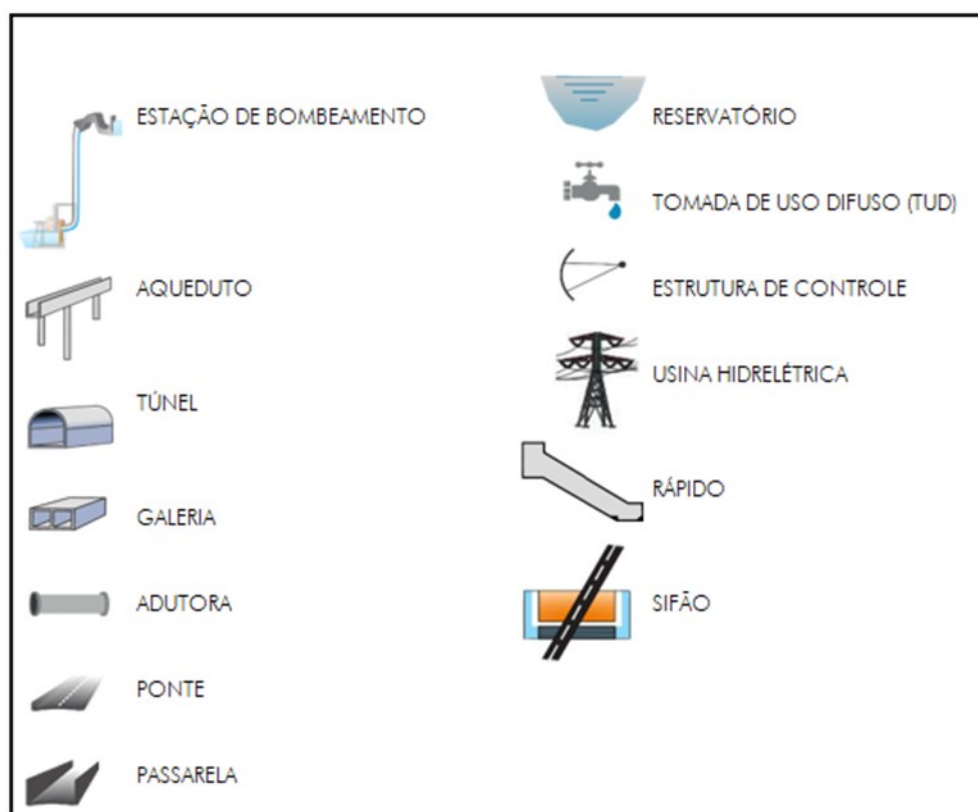 ESTAÇÃO DE BOMBEAMENTO
AQUEDUTO
TÚNEL
GALERIA
ADUTORA
PONTE
PASSARELA
RESERVATÓRIO
TOMADA DE USO DIFUSO (TUD)
ESTRUTURA DE CONTROLE
USINA HIDRELÉTRICA
RÁPIDO
SIFÃO